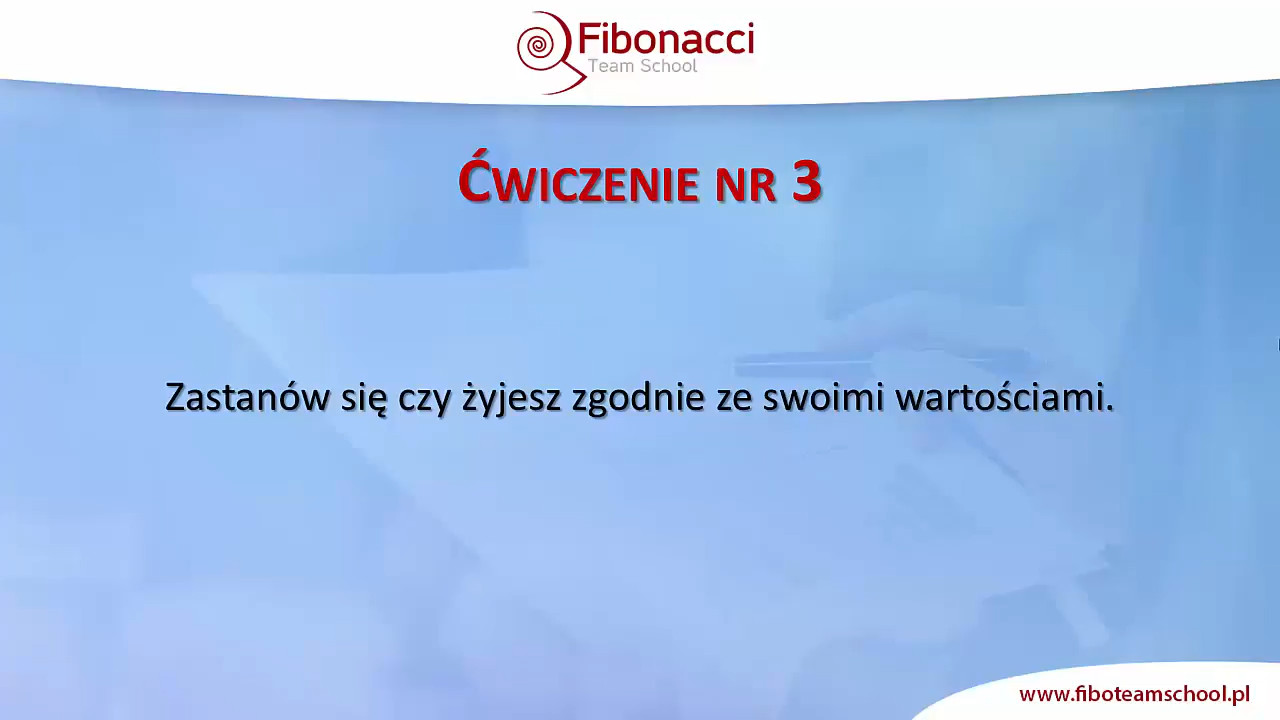 Fibonacci
Team School
Ćwiczenie nr 3
Zastanów się czy żyjesz zgodnie ze swoimi wartościami.
www.fiboteamschool.pl